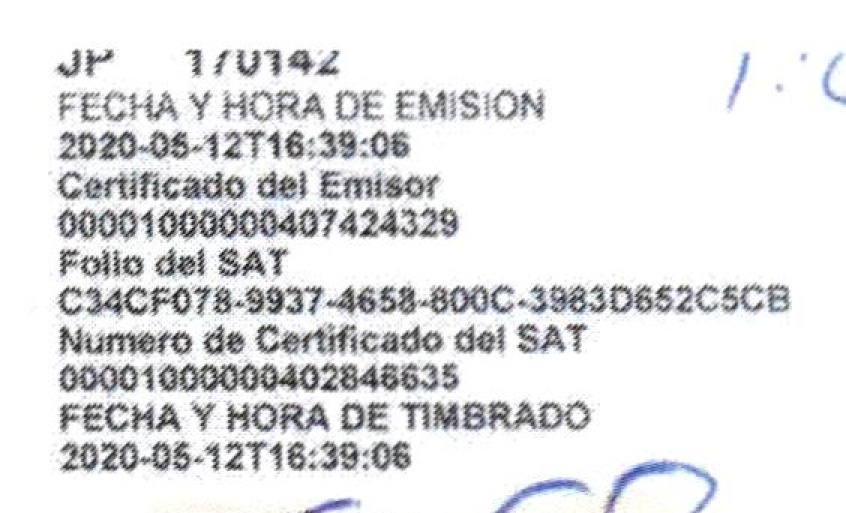 JP 170142
FECHA Y HORA DE EMISION
2020-05-12T16:39:06
Certificado del Emisor
00001000000407424329
Folio del SAT
C34CF078-9937-4658-800C-3983D652C5CB
Numero de Certificado del SAT
00001000000402846635
FECHA Y HORA DE TIMBRADO
2020-05-12T16:39:06